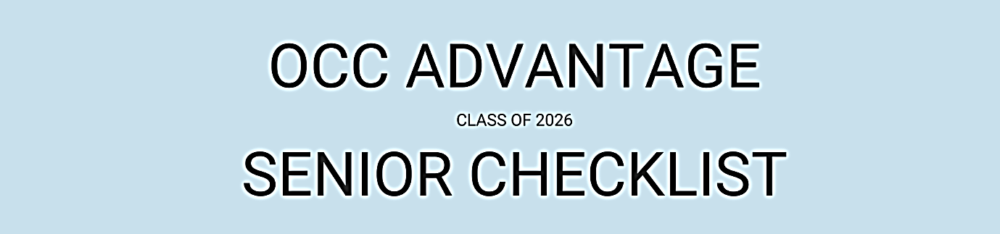 OCC ADVANTAGE
CLASS OF 2026
SENIOR CHECKLIST